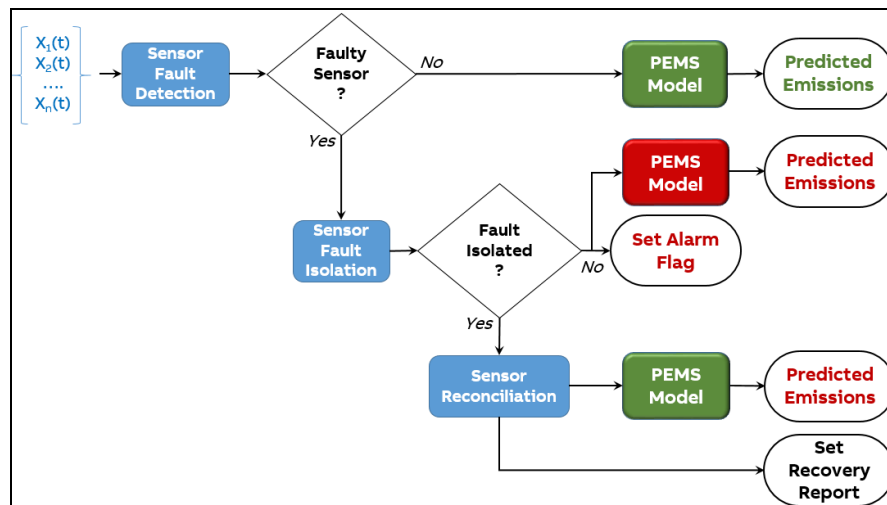 X₁(t)
X₂(t)
....
Xₙ(t)
Sensor
Fault
Detection
Faulty
Sensor
?
No
PEMS
Model
Predicted
Emissions
Yes
Sensor
Fault
Isolation
Fault
Isolated
?
No
PEMS
Model
Predicted
Emissions
Set Alarm
Flag
Yes
Sensor
Reconciliation
PEMS
Model
Predicted
Emissions
Set
Recovery
Report